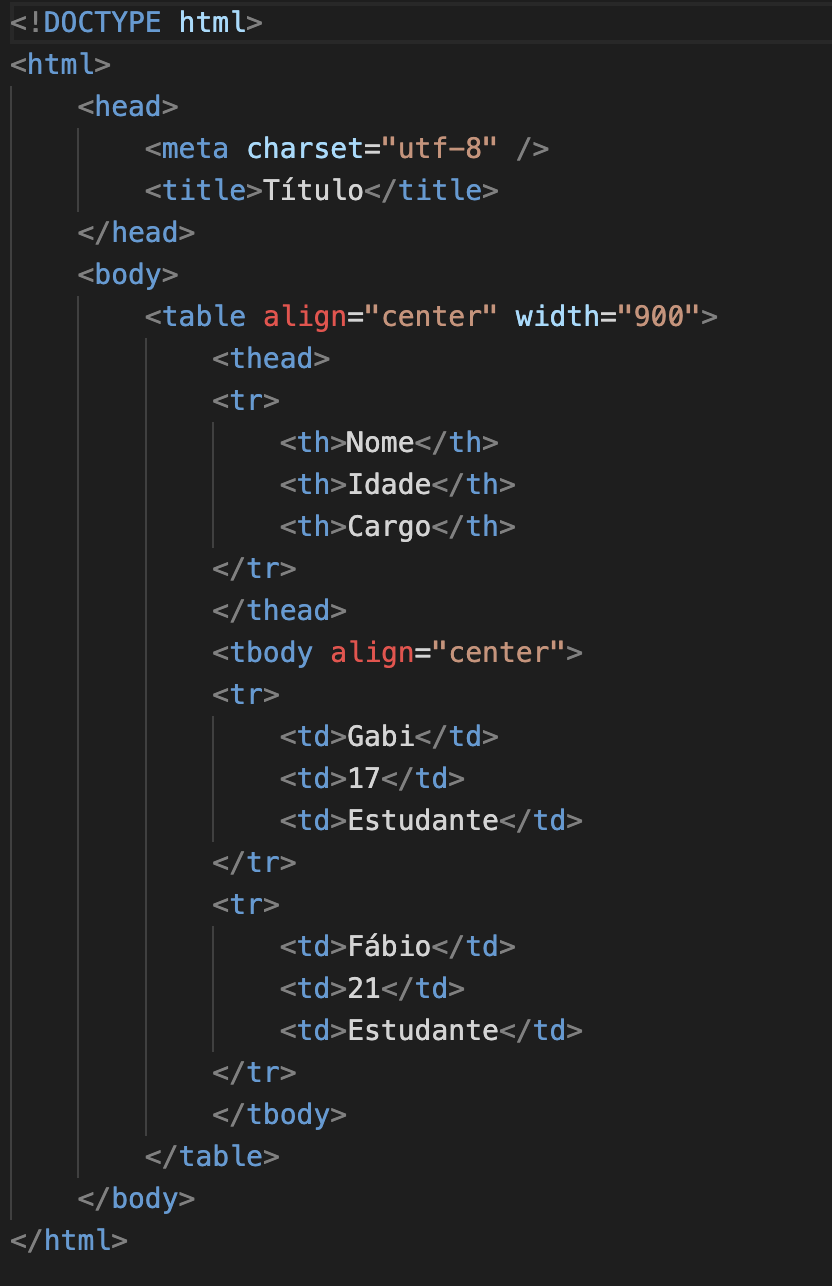 <!DOCTYPE html>
<html>
    <head>
        <meta charset="utf-8" />
        <title>Título</title>
    </head>
    <body>
        <table align="center" width="900">
            <thead>
            <tr>
                <th>Nome</th>
                <th>Idade</th>
                <th>Cargo</th>
            </tr>
            </thead>
            <tbody align="center">
            <tr>
                <td>Gabi</td>
                <td>17</td>
                <td>Estudante</td>
            </tr>
            <tr>
                <td>Fábio</td>
                <td>21</td>
                <td>Estudante</td>
            </tr>
            </tbody>
        </table>
    </body>
</html>